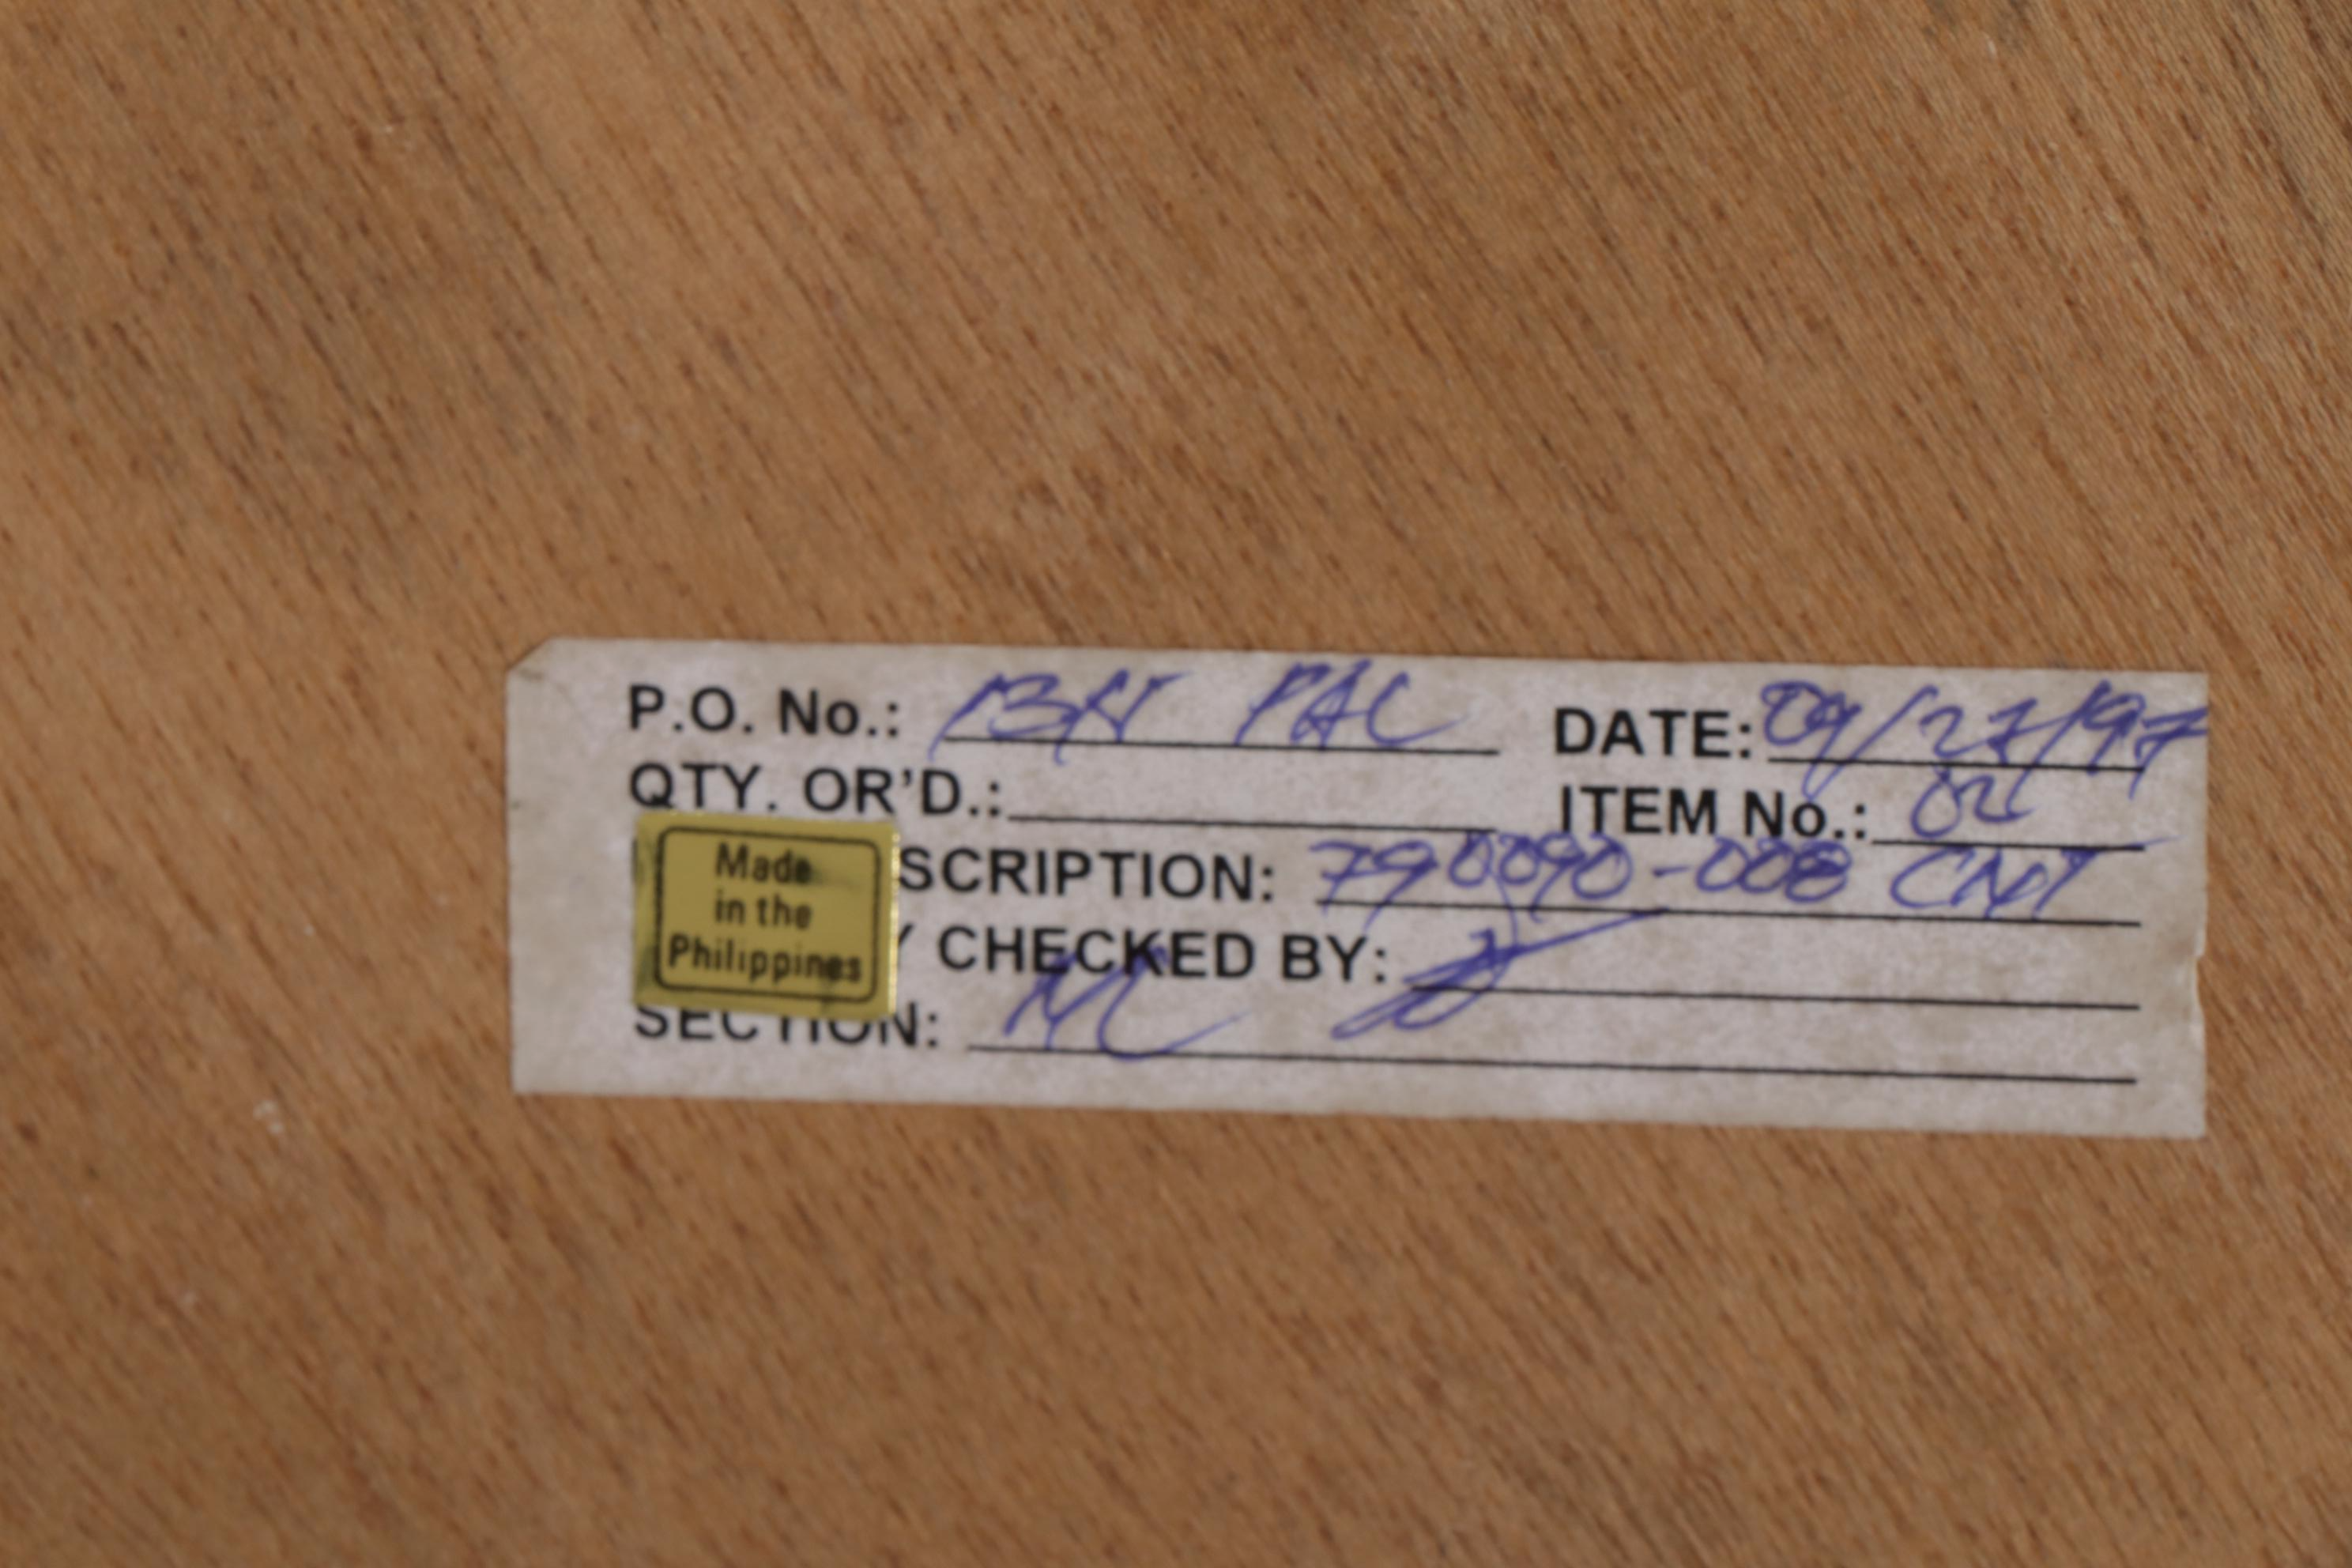 P.O. No.: 13N PAC DATE: 09/27/97
QTY. OR'D.: ITEM No.: 02
SCRIPTION: 790090-008 CNT
CHECKED BY:
SECTION: MC
Made
in the
Philippines